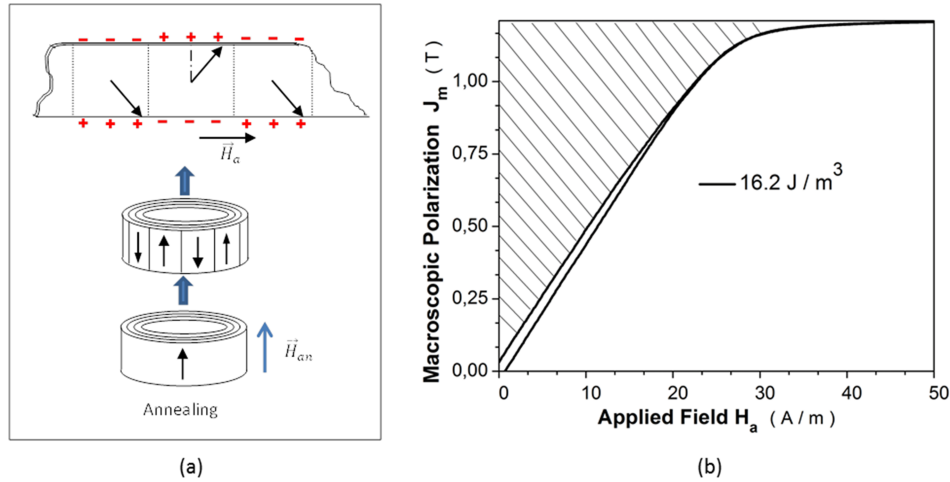 (a)
− − − + + + − − −
+ + + − − − + + +
H⃗a
H⃗an
Annealing
(b)
Macroscopic Polarization Jm ( T )
1,00
0,75
0,50
0,25
0,00
16.2 J / m³
0 10 20 30 40 50
Applied Field Ha ( A / m )
(a) (b)